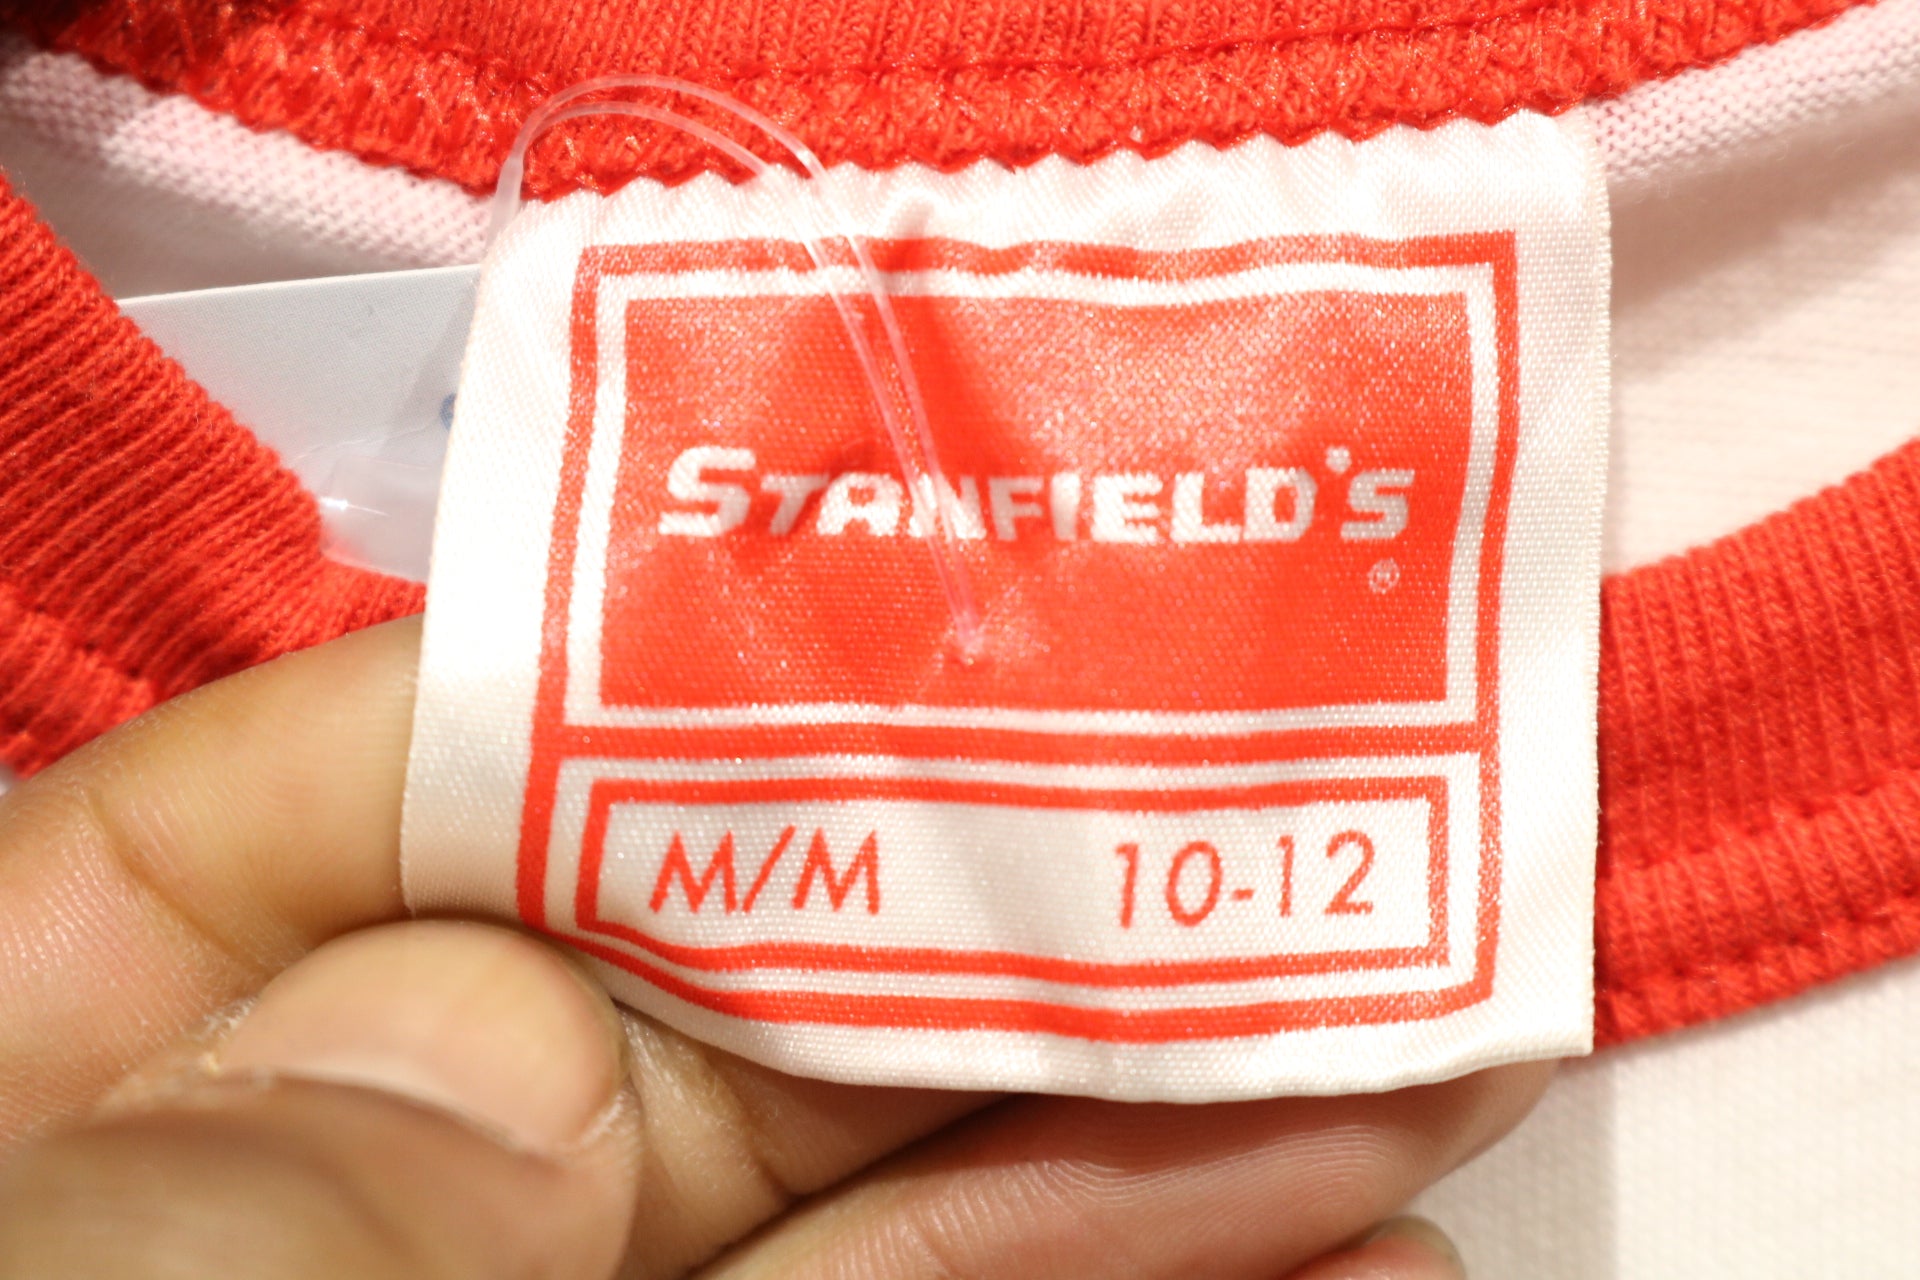 STANFIELD'S
®
M/M 10-12